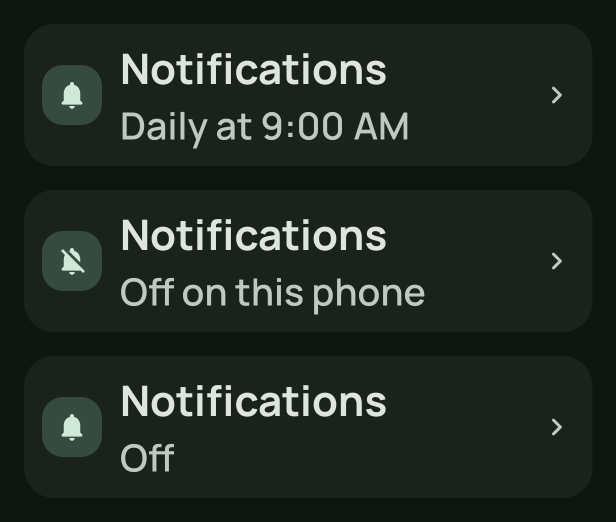 Notifications
Daily at 9:00 AM
Notifications
Off on this phone
Notifications
Off